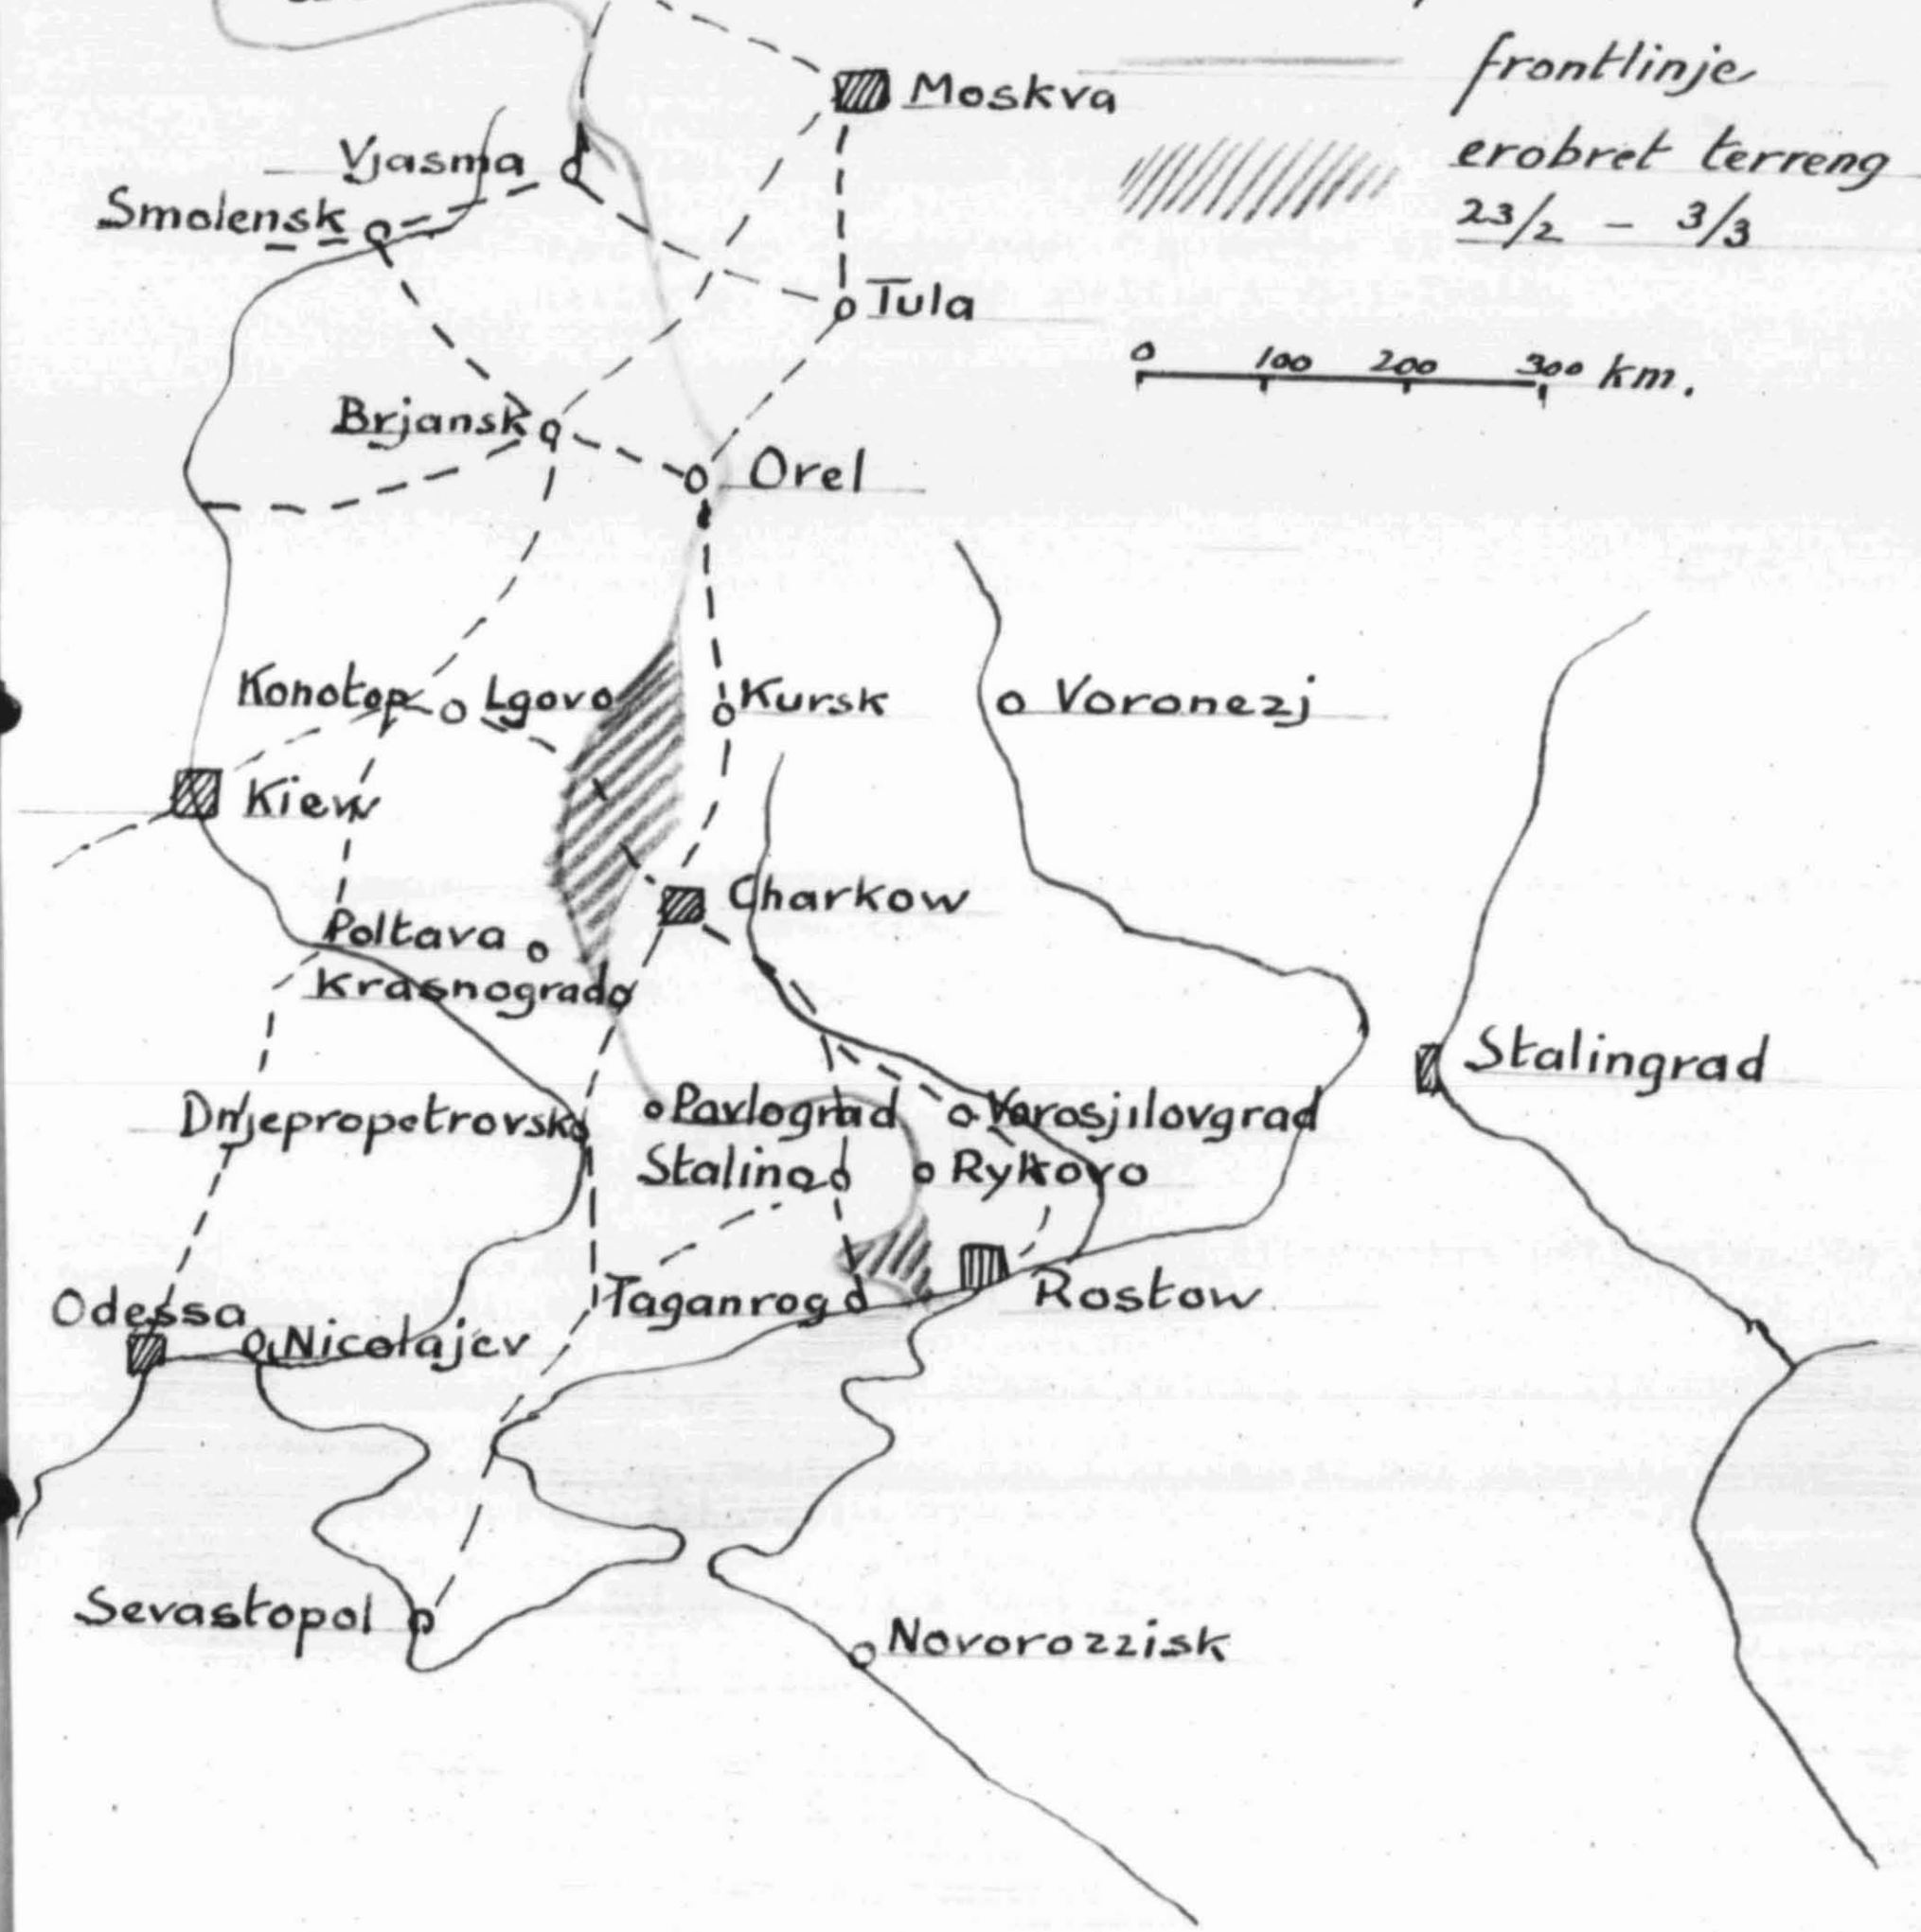 frontlinje
Moskva
erobret terreng
23/2 – 3/3
Vjasma
Smolensk
Tula
0 100 200 300 km.
Brjansk
Orel
Konotop
Lgovo
Kursk
Voronezj
Kiew
Charkow
Poltava
Krasnograd
Stalingrad
Dnjepropetrovsk
Pavlograd
Vorosjilovgrad
Stalino
Rykovo
Odessa
Taganrog
Rostow
Nicolajev
Sevastopol
Novorozzisk